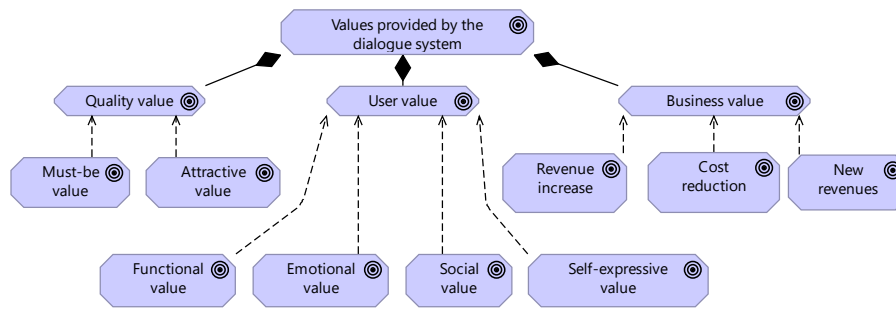 Values provided by the
dialogue system
Quality value
User value
Business value
Must-be
value
Attractive
value
Revenue
increase
Cost
reduction
New
revenues
Functional
value
Emotional
value
Social
value
Self-expressive
value